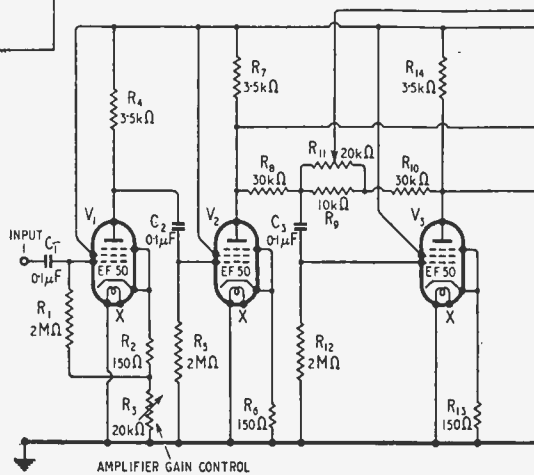 R7
3·5kΩ
R14
3·5kΩ
R4
3·5kΩ
R11
20kΩ
R8
30kΩ
R10
30kΩ
10kΩ
R9
V1
C2
0·1µF
V2
C3
0·1µF
V3
INPUT
1
C1
0·1µF
EF 50
EF 50
EF 50
X
X
X
R1
2MΩ
R2
150Ω
R5
2MΩ
R12
2MΩ
R3
20kΩ
R6
150Ω
R13
150Ω
AMPLIFIER GAIN CONTROL